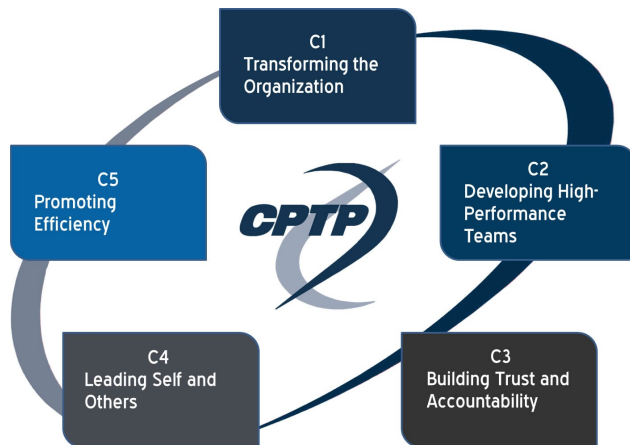 C1
Transforming the
Organization
C2
Developing High-
Performance
Teams
C5
Promoting
Efficiency
CPTP
C4
Leading Self and
Others
C3
Building Trust and
Accountability